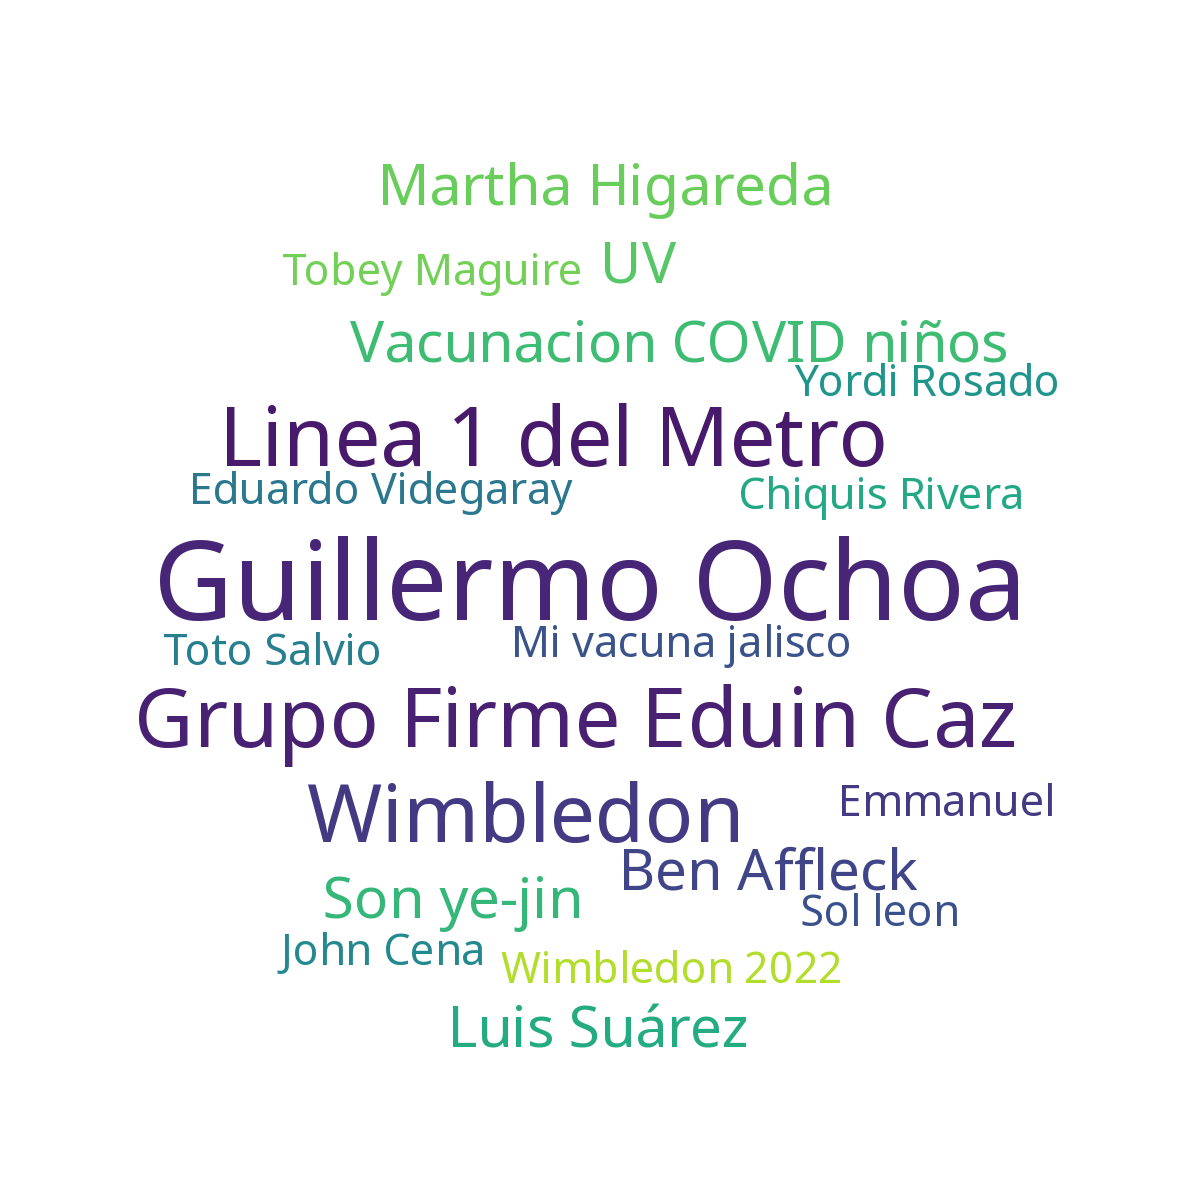 Martha Higareda
Tobey Maguire
UV
Vacunacion COVID niños
Yordi Rosado
Linea 1 del Metro
Eduardo Videgaray
Chiquis Rivera
Guillermo Ochoa
Toto Salvio
Mi vacuna jalisco
Grupo Firme Eduin Caz
Wimbledon
Emmanuel
Ben Affleck
Son ye-jin
Sol leon
John Cena
Wimbledon 2022
Luis Suárez